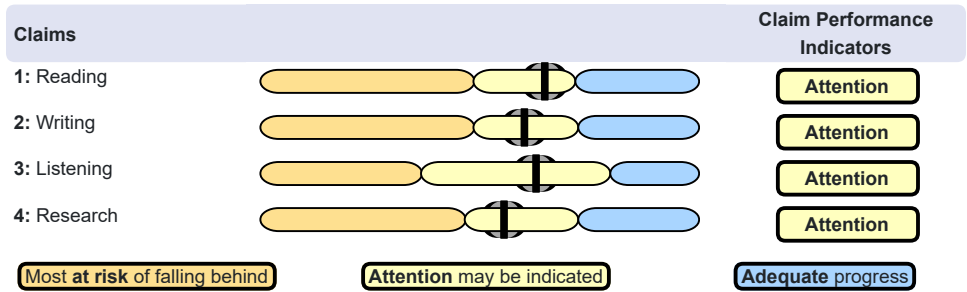 Claims
Claim Performance
Indicators
1: Reading
Attention
2: Writing
Attention
3: Listening
Attention
4: Research
Attention
Most at risk of falling behind
Attention may be indicated
Adequate progress